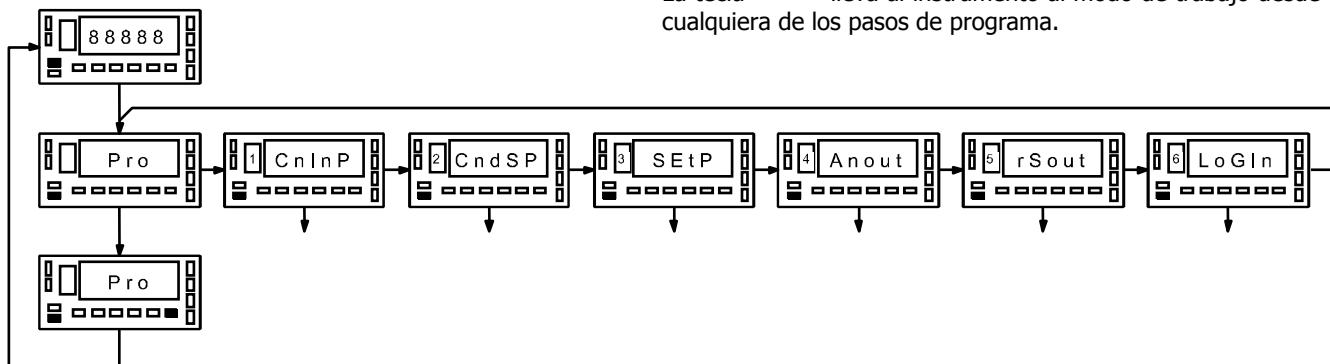 La tecla lleva al instrumento al modo de trabajo desde
cualquiera de los pasos de programa.
88888
Pro
1 CnInP
2 CndSP
3 SEtP
4 Anout
5 rSout
6 LoGIn
Pro